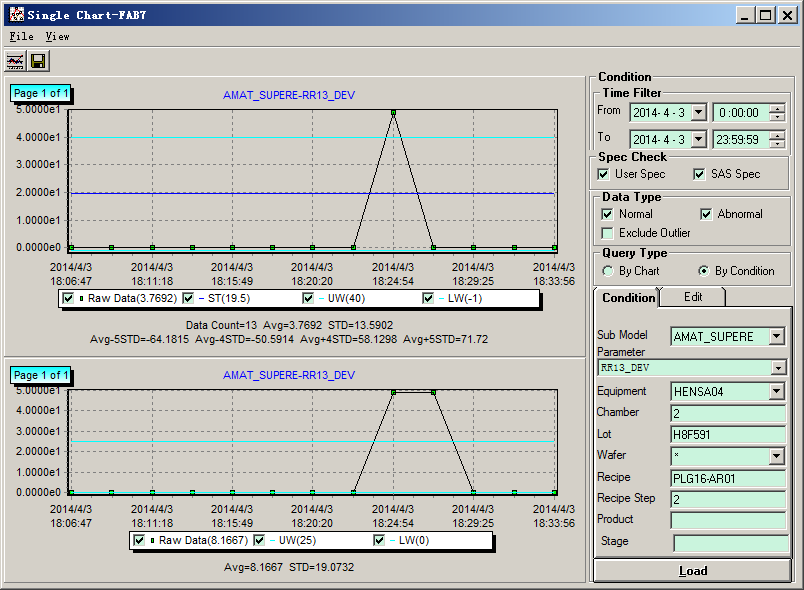 Single Chart-FAB7
File View
Page 1 of 1
AMAT_SUPERE-RR13_DEV
5.0000e1
4.0000e1
3.0000e1
2.0000e1
1.0000e1
0.0000e0
2014/4/3 2014/4/3 2014/4/3 2014/4/3 2014/4/3 2014/4/3 2014/4/3
18:06:47 18:11:18 18:15:49 18:20:20 18:24:54 18:29:25 18:33:56
Raw Data(3.7692) ST(19.5) UW(40) LW(-1)
Data Count=13 Avg=3.7692 STD=13.5902
Avg-5STD=-64.1815 Avg-4STD=-50.5914 Avg+4STD=58.1298 Avg+5STD=71.72
Page 1 of 1
AMAT_SUPERE-RR13_DEV
5.0000e1
4.0000e1
3.0000e1
2.0000e1
1.0000e1
0.0000e0
2014/4/3 2014/4/3 2014/4/3 2014/4/3 2014/4/3 2014/4/3 2014/4/3
18:06:47 18:11:18 18:15:49 18:20:20 18:24:54 18:29:25 18:33:56
Raw Data(8.1667) UW(25) LW(0)
Avg=8.1667 STD=19.0732
Condition
Time Filter
From 2014- 4 - 3 0 :00:00
To 2014- 4 - 3 23:59:59
Spec Check
User Spec SAS Spec
Data Type
Normal Abnormal
Exclude Outlier
Query Type
By Chart By Condition
Condition Edit
Sub Model AMAT_SUPERE
Parameter
RR13_DEV
Equipment HENSA04
Chamber 2
Lot H8F591
Wafer *
Recipe PLG16-AR01
Recipe Step 2
Product
Stage
Load